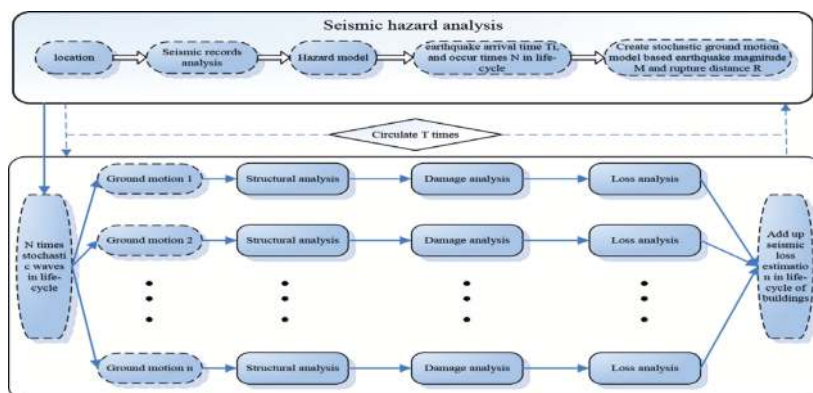 Seismic hazard analysis
location
Seismic records
analysis
Hazard model
earthquake arrival time Ti,
and occur times N in life-
cycle
Create stochastic ground motion
model based earthquake magnitude
M and rupture distance R
Circulate T times
N times
stochasti
c waves
in life-
cycle
Ground motion 1
Structural analysis
Damage analysis
Loss analysis
Ground motion 2
Structural analysis
Damage analysis
Loss analysis
Ground motion n
Structural analysis
Damage analysis
Loss analysis
Add up
seismic
loss
estimatio
n in life-
cycle of
buildings